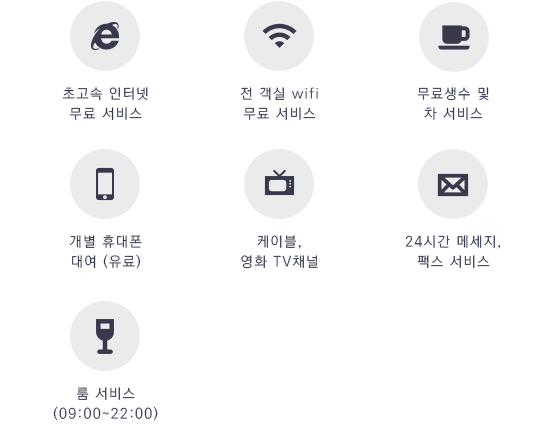 초고속 인터넷
무료 서비스
전 객실 wifi
무료 서비스
무료생수 및
차 서비스
개별 휴대폰
대여 (유료)
케이블,
영화 TV채널
24시간 메세지,
팩스 서비스
룸 서비스
(09:00~22:00)